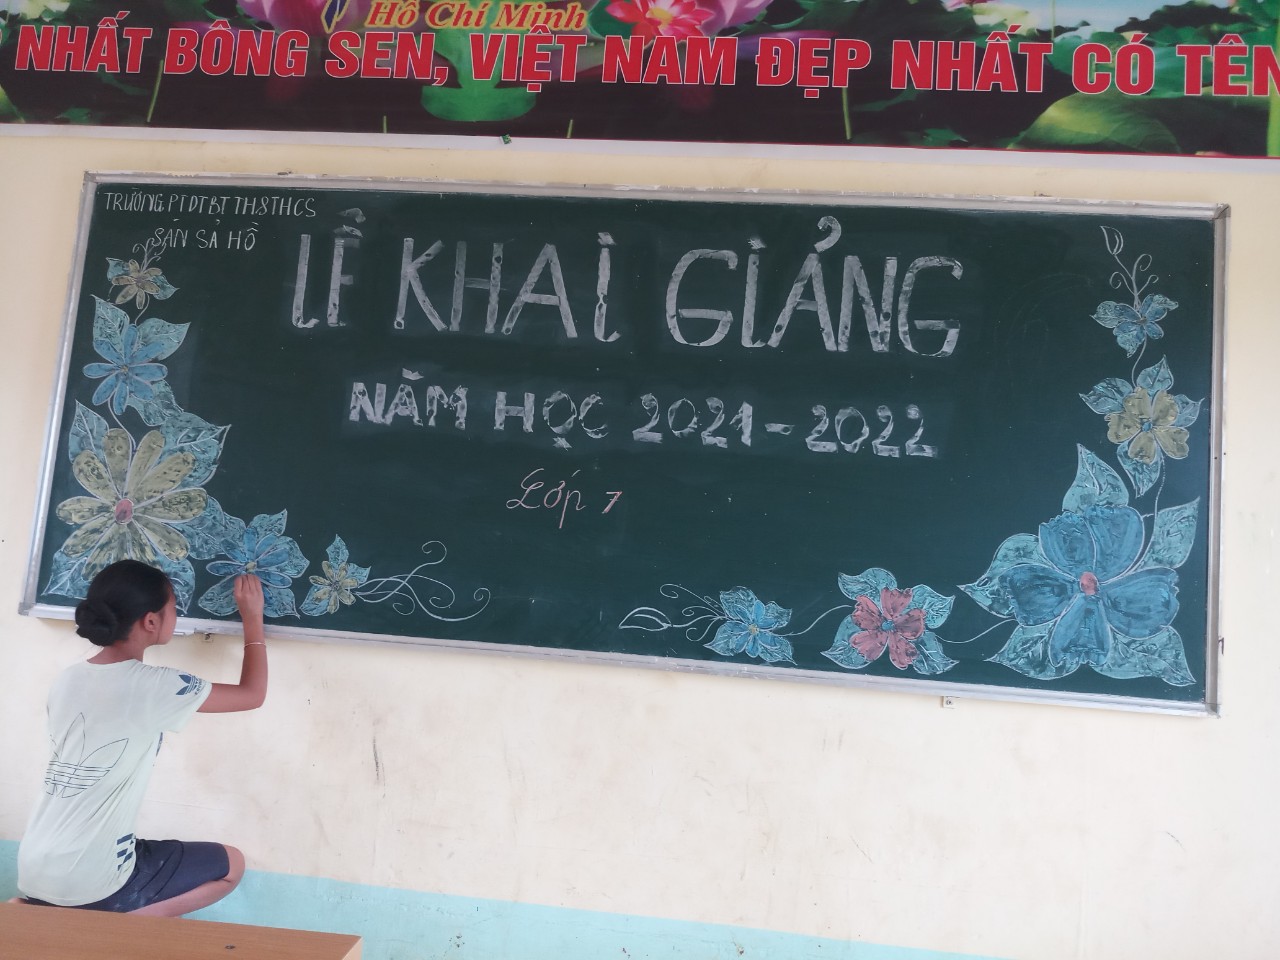 Hồ Chí Minh
NHẤT BÔNG SEN, VIỆT NAM ĐẸP NHẤT CÓ TÊN
TRƯỜNG PTDTBT TH&THCS
SÁN SẢ HỒ
LỄ KHAI GIẢNG
NĂM HỌC 2021-2022
Lớp 7